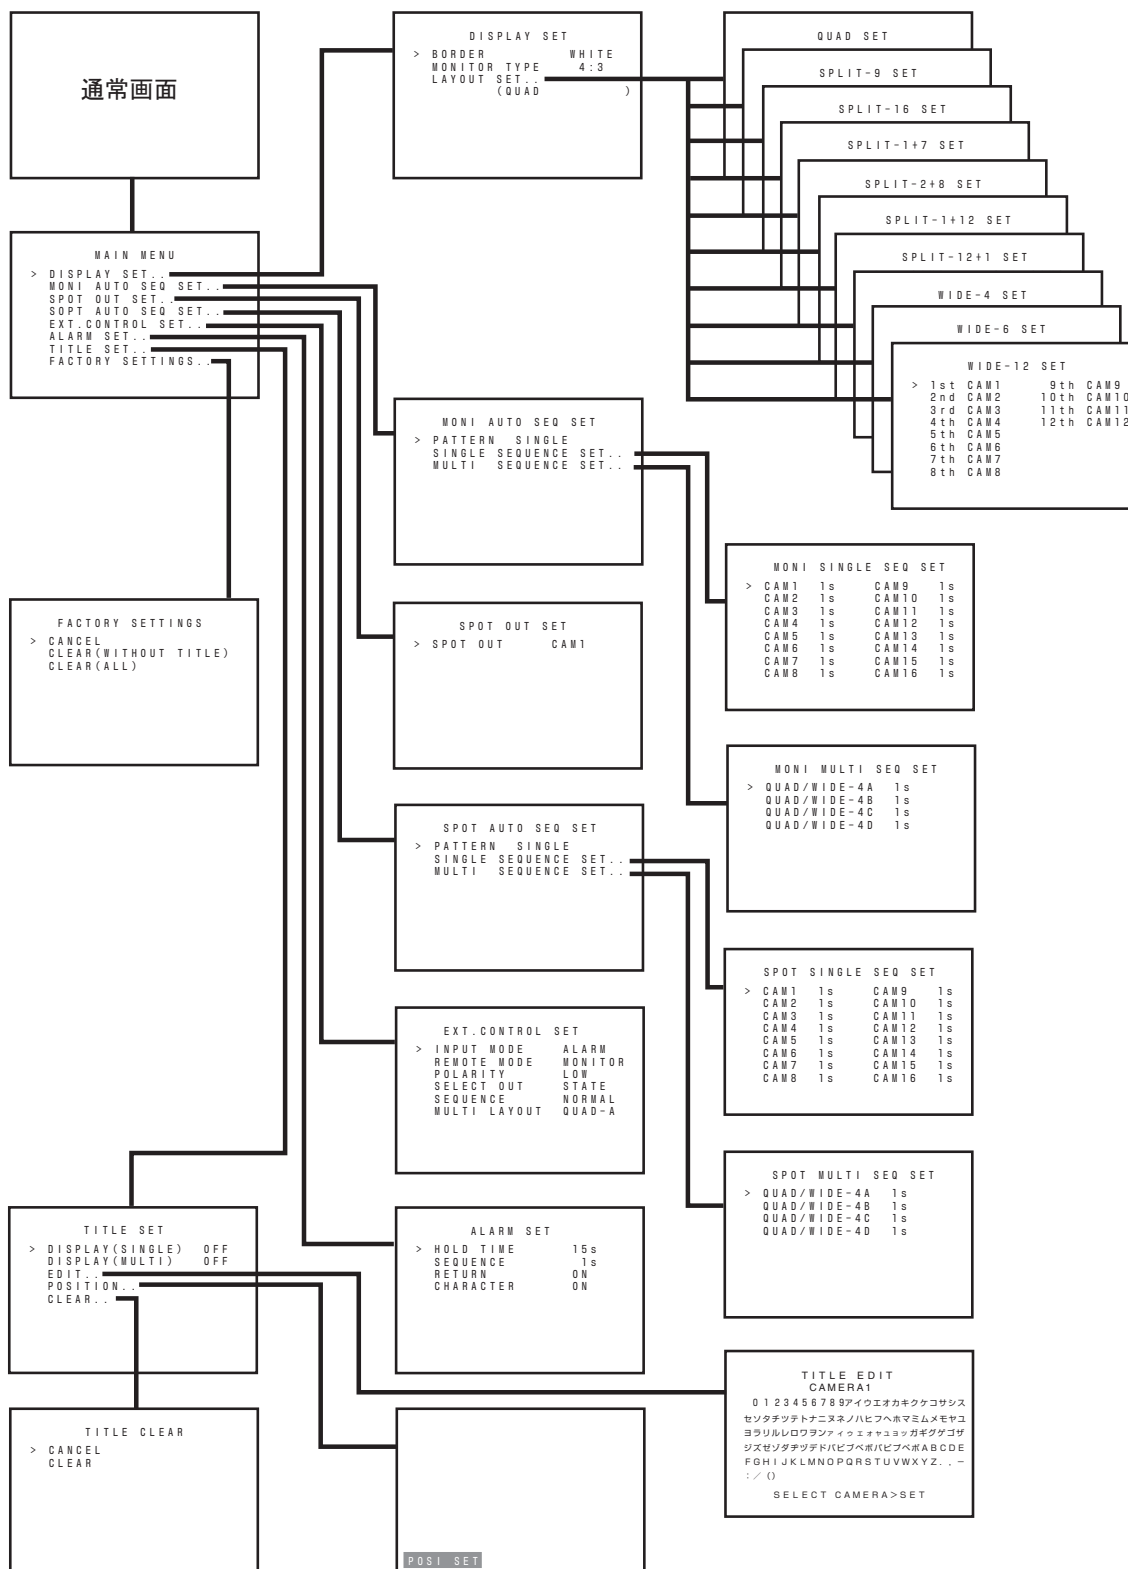 通常画面
MAIN MENU
> DISPLAY SET..
MONI AUTO SEQ SET..
SPOT OUT SET..
SOPT AUTO SEQ SET..
EXT.CONTROL SET..
ALARM SET..
TITLE SET..
FACTORY SETTINGS..
FACTORY SETTINGS
> CANCEL
CLEAR(WITHOUT TITLE)
CLEAR(ALL)
TITLE SET
> DISPLAY(SINGLE) OFF
DISPLAY(MULTI) OFF
EDIT..
POSITION..
CLEAR..
TITLE CLEAR
> CANCEL
CLEAR
DISPLAY SET
> BORDER WHITE
MONITOR TYPE 4:3
LAYOUT SET..
(QUAD )
MONI AUTO SEQ SET
> PATTERN SINGLE
SINGLE SEQUENCE SET..
MULTI SEQUENCE SET..
SPOT OUT SET
> SPOT OUT CAM1
SPOT AUTO SEQ SET
> PATTERN SINGLE
SINGLE SEQUENCE SET..
MULTI SEQUENCE SET..
EXT.CONTROL SET
> INPUT MODE ALARM
REMOTE MODE MONITOR
POLARITY LOW
SELECT OUT STATE
SEQUENCE NORMAL
MULTI LAYOUT QUAD-A
ALARM SET
> HOLD TIME 15s
SEQUENCE 1s
RETURN ON
CHARACTER ON
POSI SET
QUAD SET
SPLIT-9 SET
SPLIT-16 SET
SPLIT-1+7 SET
SPLIT-2+8 SET
SPLIT-1+12 SET
SPLIT-12+1 SET
WIDE-4 SET
WIDE-6 SET
WIDE-12 SET
> 1st CAM1 9th CAM9
2nd CAM2 10th CAM10
3rd CAM3 11th CAM11
4th CAM4 12th CAM12
5th CAM5
6th CAM6
7th CAM7
8th CAM8
MONI SINGLE SEQ SET
> CAM1 1s CAM9 1s
CAM2 1s CAM10 1s
CAM3 1s CAM11 1s
CAM4 1s CAM12 1s
CAM5 1s CAM13 1s
CAM6 1s CAM14 1s
CAM7 1s CAM15 1s
CAM8 1s CAM16 1s
MONI MULTI SEQ SET
> QUAD/WIDE-4A 1s
QUAD/WIDE-4B 1s
QUAD/WIDE-4C 1s
QUAD/WIDE-4D 1s
SPOT SINGLE SEQ SET
> CAM1 1s CAM9 1s
CAM2 1s CAM10 1s
CAM3 1s CAM11 1s
CAM4 1s CAM12 1s
CAM5 1s CAM13 1s
CAM6 1s CAM14 1s
CAM7 1s CAM15 1s
CAM8 1s CAM16 1s
SPOT MULTI SEQ SET
> QUAD/WIDE-4A 1s
QUAD/WIDE-4B 1s
QUAD/WIDE-4C 1s
QUAD/WIDE-4D 1s
TITLE EDIT
CAMERA1
0123456789アイウエオカキクケコサシス
セソタチツテトナニヌネノハヒフヘホマミムメモヤユ
ヨラリルレロワヲンァィゥェォャュョッガギグゲゴザ
ジズゼゾダヂヅデドバビブベボパピプペポABCDE
FGHIJKLMNOPQRSTUVWXYZ.,−
:／()
SELECT CAMERA>SET